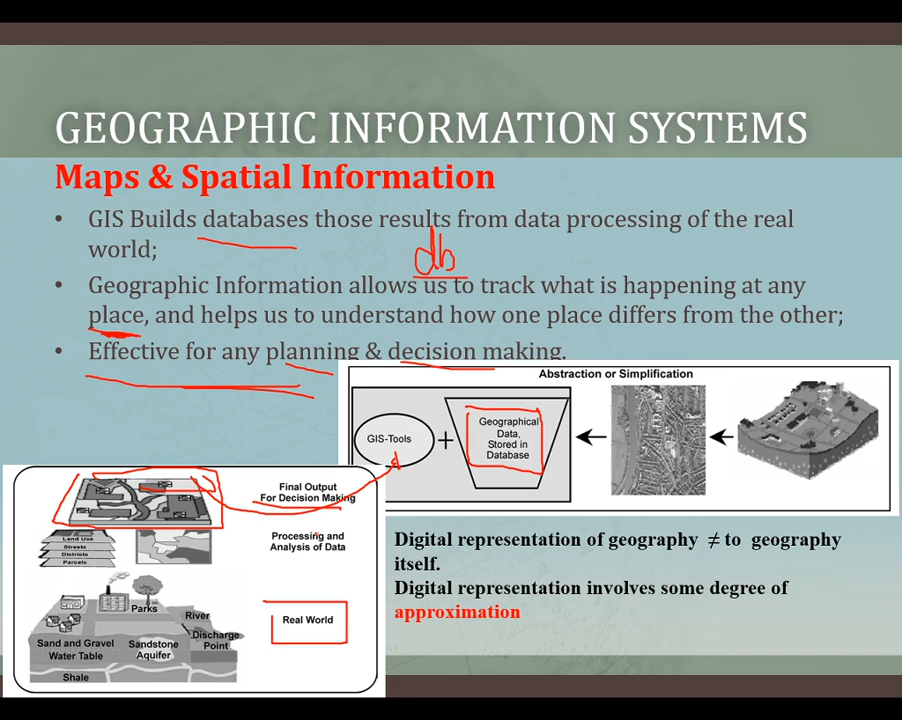 GEOGRAPHIC INFORMATION SYSTEMS
Maps & Spatial Information
• GIS Builds databases those results from data processing of the real
world;
db
• Geographic Information allows us to track what is happening at any
place, and helps us to understand how one place differs from the other;
• Effective for any planning & decision making.
Abstraction or Simplification
GIS-Tools
+
Geographical
Data,
Stored in
Database
Final Output
For Decision Making
Processing and
Analysis of Data
Land Use
Streets
Districts
Parcels
Parks
River
Discharge
Point
Sand and Gravel
Water Table
Sandstone
Aquifer
Shale
Real World
Digital representation of geography ≠ to geography
itself.
Digital representation involves some degree of
approximation